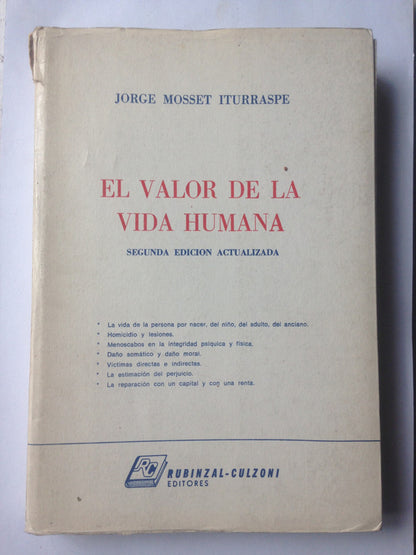 JORGE MOSSET ITURRASPE
EL VALOR DE LA
VIDA HUMANA
SEGUNDA EDICION ACTUALIZADA
* La vida de la persona por nacer, del niño, del adulto, del anciano.
* Homicidio y lesiones.
* Menoscabos en la integridad psíquica y física.
* Daño somático y daño moral.
* Víctimas directas e indirectas.
* La estimación del perjuicio.
* La reparación con un capital y con una renta.
RC
RUBINZAL-CULZONI
EDITORES